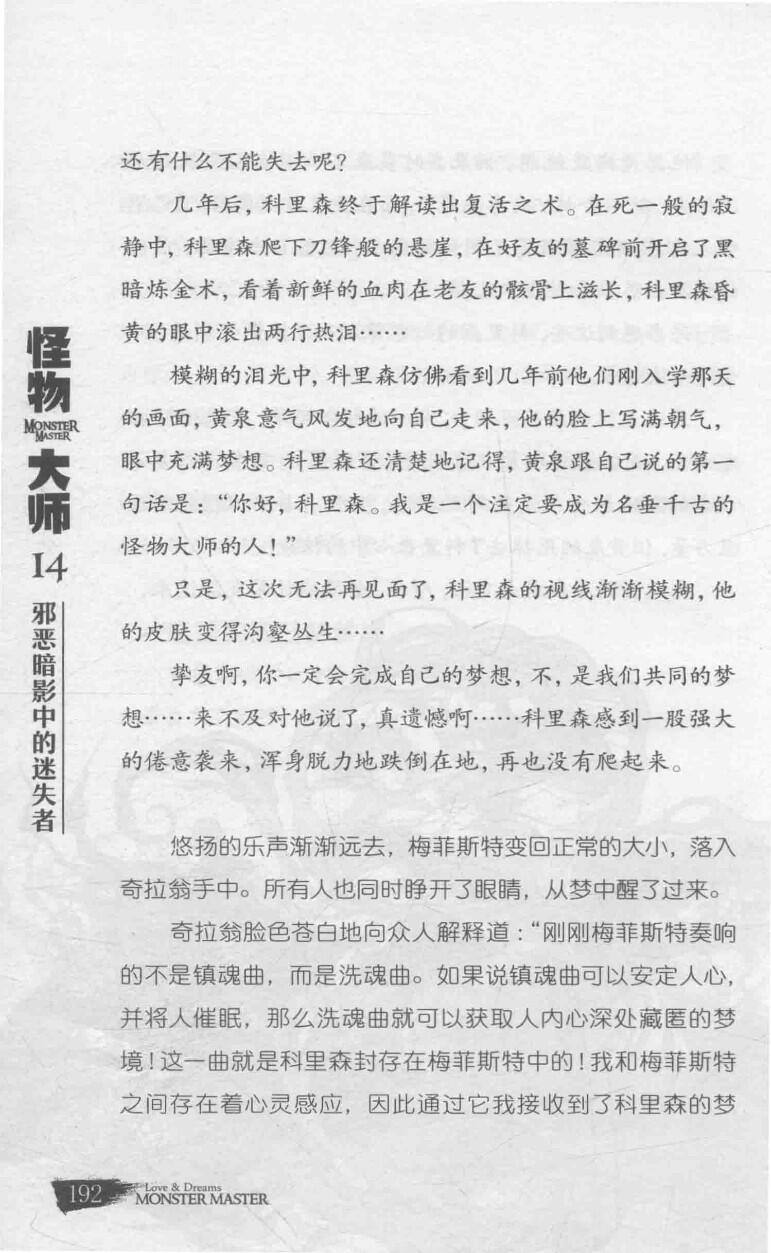 还有什么不能失去呢？
几年后，科里森终于解读出复活之术。在死一般的寂
静中，科里森爬下刀锋般的悬崖，在好友的墓碑前开启了黑
暗炼金术，看着新鲜的血肉在老友的骸骨上滋长，科里森昏
黄的眼中滚出两行热泪……
模糊的泪光中，科里森仿佛看到几年前他们刚入学那天
的画面，黄泉意气风发地向自己走来，他的脸上写满朝气，
眼中充满梦想。科里森还清楚地记得，黄泉跟自己说的第一
句话是：“你好，科里森。我是一个注定要成为名垂千古的
怪物大师的人！”
只是，这次无法再见面了，科里森的视线渐渐模糊，他
的皮肤变得沟壑丛生……
挚友啊，你一定会完成自己的梦想，不，是我们共同的梦
想……来不及对他说了，真遗憾啊……科里森感到一股强大
的倦意袭来，浑身脱力地跌倒在地，再也没有爬起来。
悠扬的乐声渐渐远去，梅菲斯特变回正常的大小，落入
奇拉翁手中。所有人也同时睁开了眼睛，从梦中醒了过来。
奇拉翁脸色苍白地向众人解释道：“刚刚梅菲斯特奏响
的不是镇魂曲，而是洗魂曲。如果说镇魂曲可以安定人心，
并将人催眠，那么洗魂曲就可以获取人内心深处藏匿的梦
境！这一曲就是科里森封存在梅菲斯特中的！我和梅菲斯特
之间存在着心灵感应，因此通过它我接收到了科里森的梦
怪物
MONSTER
MASTER
大师
14
邪恶暗影中的迷失者
192
Love & Dreams
MONSTER MASTER